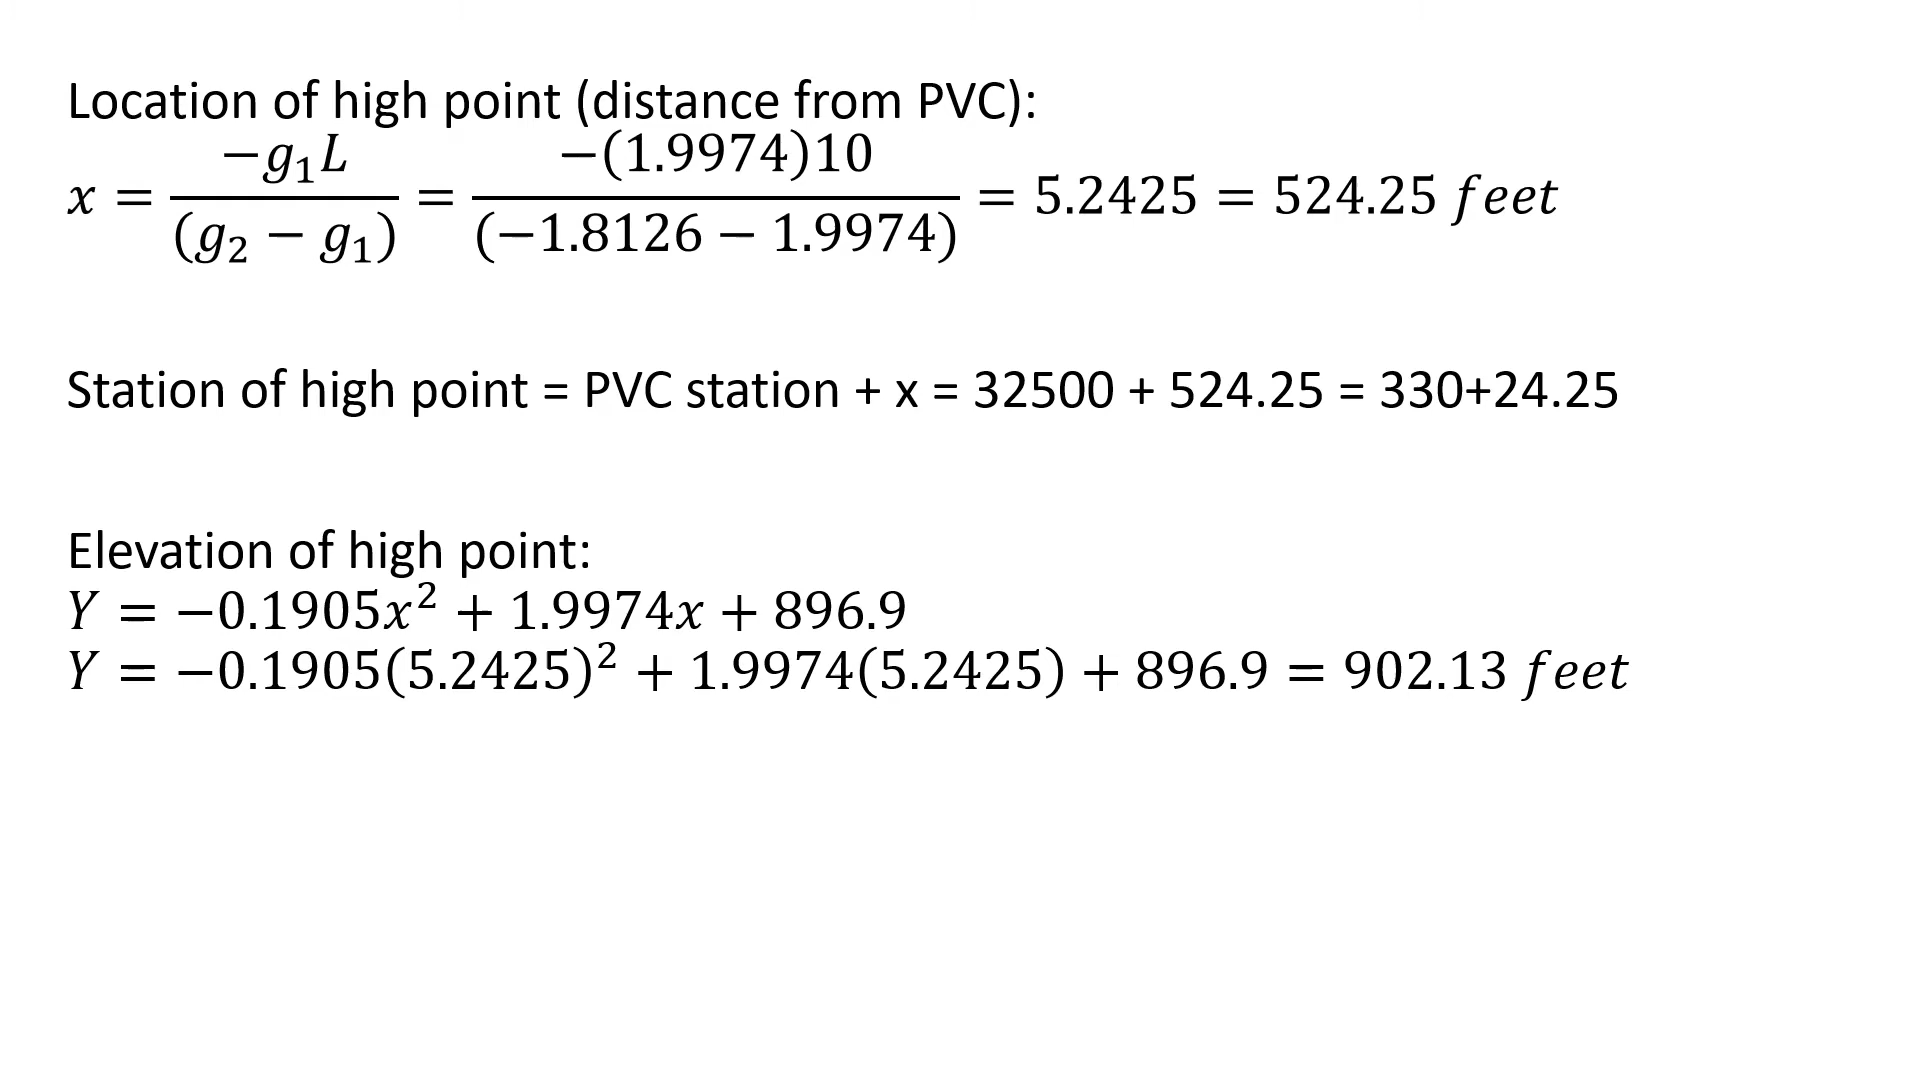 Location of high point (distance from PVC):
x = −g₁L / (g₂ − g₁) = −(1.9974)10 / (−1.8126 − 1.9974) = 5.2425 = 524.25 feet
Station of high point = PVC station + x = 32500 + 524.25 = 330+24.25
Elevation of high point:
Y = −0.1905x² + 1.9974x + 896.9
Y = −0.1905(5.2425)² + 1.9974(5.2425) + 896.9 = 902.13 feet